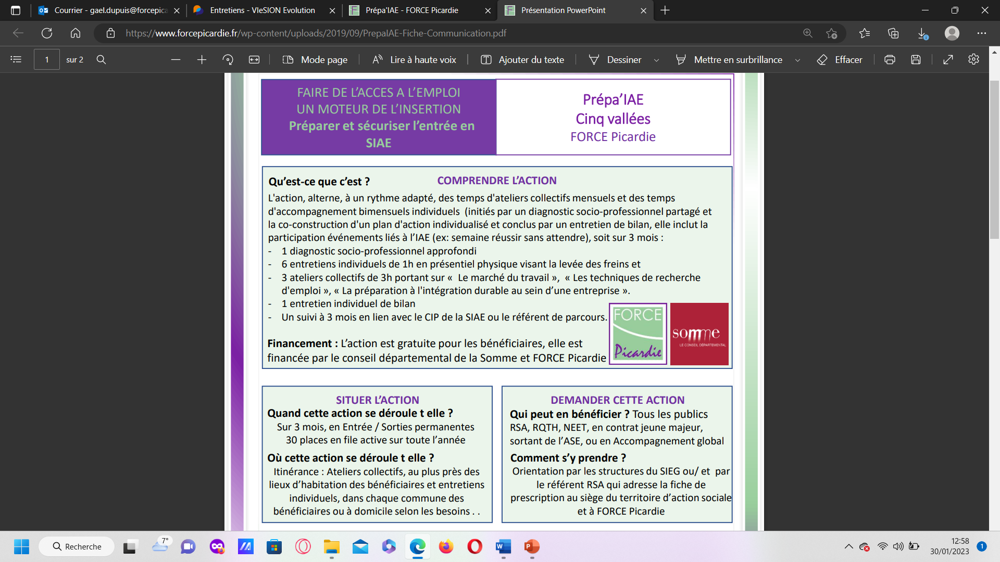 Courrier - gael.dupuis@forcepica
Entretiens - VIeSION Evolution
Prépa'IAE - FORCE Picardie
Présentation PowerPoint
https://www.forcepicardie.fr/wp-content/uploads/2019/09/PrepaIAE-Fiche-Communication.pdf
1 sur 2
Mode page
Lire à haute voix
Ajouter du texte
Dessiner
Mettre en surbrillance
Effacer
FAIRE DE L’ACCES A L’EMPLOI
UN MOTEUR DE L’INSERTION
Préparer et sécuriser l’entrée en
SIAE
Prépa’IAE
Cinq vallées
FORCE Picardie
Qu’est-ce que c’est ?
COMPRENDRE L’ACTION
L'action, alterne, à un rythme adapté, des temps d'ateliers collectifs mensuels et des temps
d'accompagnement bimensuels individuels (initiés par un diagnostic socio-professionnel partagé et
la co-construction d'un plan d'action individualisé et conclus par un entretien de bilan, elle inclut la
participation événements liés à l’IAE (ex: semaine réussir sans attendre), soit sur 3 mois :
- 1 diagnostic socio-professionnel approfondi
- 6 entretiens individuels de 1h en présentiel physique visant la levée des freins et
- 3 ateliers collectifs de 3h portant sur « Le marché du travail », « Les techniques de recherche
d'emploi », « La préparation à l'intégration durable au sein d’une entreprise ».
- 1 entretien individuel de bilan
- Un suivi à 3 mois en lien avec le CIP de la SIAE ou le référent de parcours.
Financement : L’action est gratuite pour les bénéficiaires, elle est
financée par le conseil départemental de la Somme et FORCE Picardie
FORCE
Picardie
somme
LE CONSEIL DÉPARTEMENTAL
SITUER L’ACTION
Quand cette action se déroule t elle ?
Sur 3 mois, en Entrée / Sorties permanentes
30 places en file active sur toute l’année
Où cette action se déroule t elle ?
Itinérance : Ateliers collectifs, au plus près des
lieux d’habitation des bénéficiaires et entretiens
individuels, dans chaque commune des
bénéficiaires ou à domicile selon les besoins . .
DEMANDER CETTE ACTION
Qui peut en bénéficier ? Tous les publics
RSA, RQTH, NEET, en contrat jeune majeur,
sortant de l’ASE, ou en Accompagnement global
Comment s’y prendre ?
Orientation par les structures du SIEG ou/ et par
le référent RSA qui adresse la fiche de
prescription au siège du territoire d’action sociale
et à FORCE Picardie
Recherche
7°
12:58
30/01/2023
1